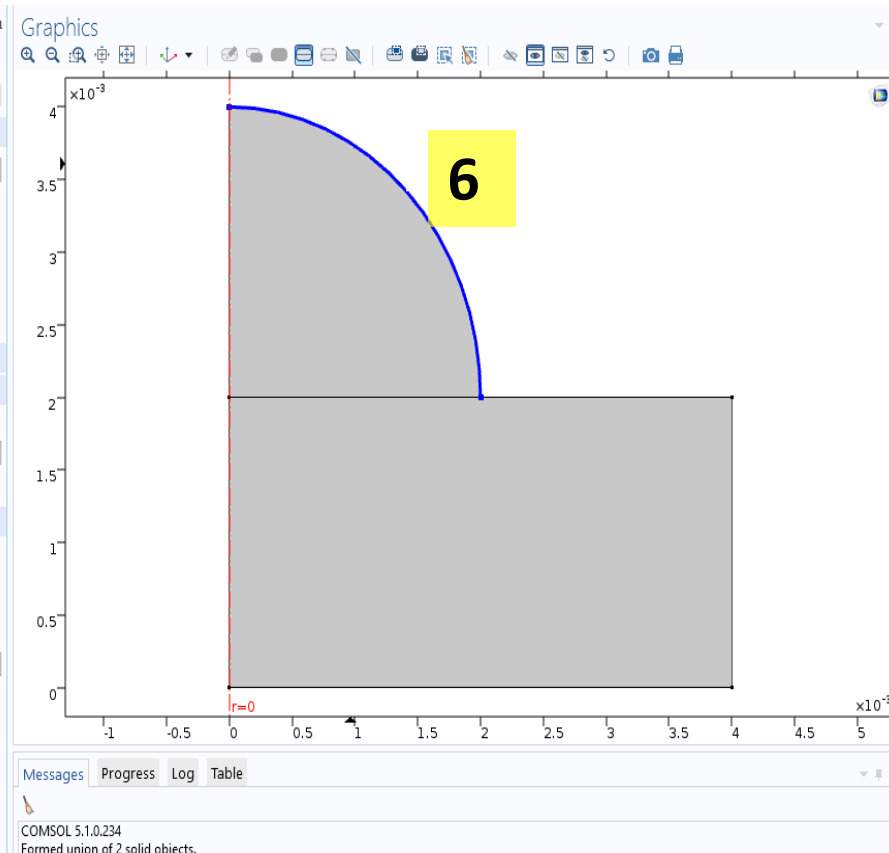 Graphics
×10⁻³
4
3.5
3
2.5
2
1.5
1
0.5
0
6
r=0
×10⁻³
-1 -0.5 0 0.5 1 1.5 2 2.5 3 3.5 4 4.5 5
Messages Progress Log Table
COMSOL 5.1.0.234
Formed union of 2 solid objects.